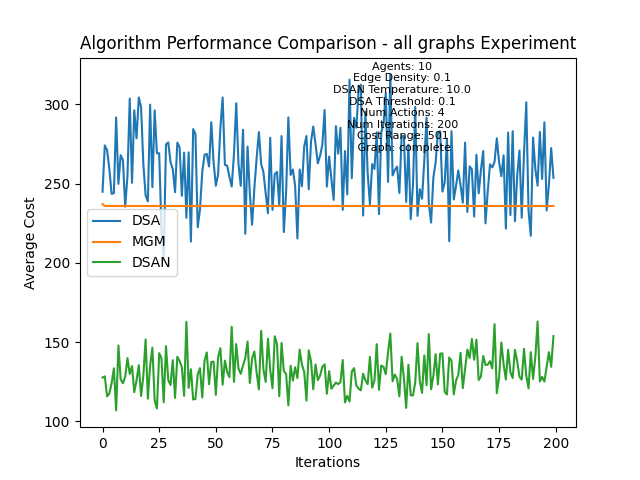 Algorithm Performance Comparison - all graphs Experiment
Agents: 10
Edge Density: 0.1
DSAN Temperature: 10.0
DSA Threshold: 0.1
Num Actions: 4
Num Iterations: 200
Cost Range: 501
Graph: complete
300
250
200
150
100
Average Cost
DSA
MGM
DSAN
0
25
50
75
100
125
150
175
200
Iterations